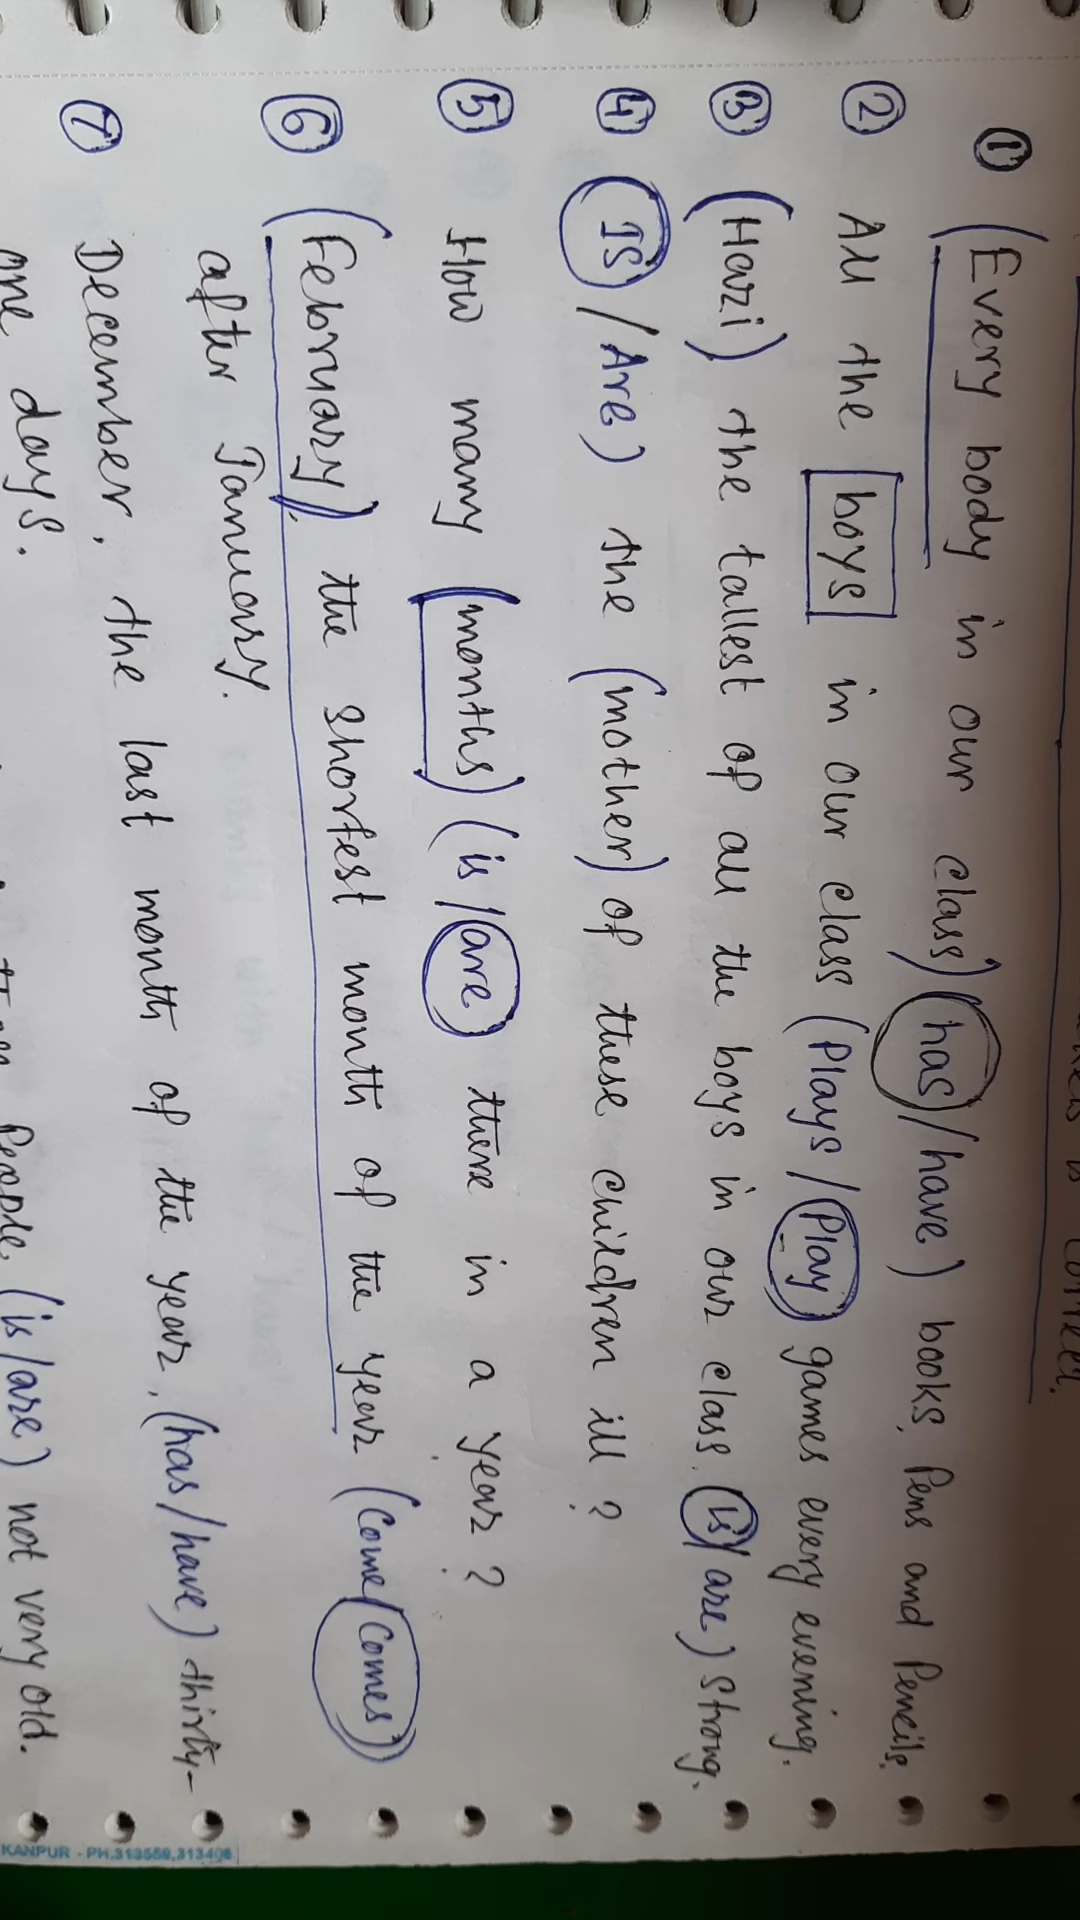 is correct.
① (Every body in our class) (has/have) books, Pens and Pencils.
② All the boys in our class (Plays/Play) games every evening.
③ (Hari) the tallest of all the boys in our class, (is/are) strong.
④ (Is/Are) the (mother) of these children ill?
⑤ How many (months) (is/are) there in a year?
⑥ (February), the shortest month of the year (come/comes)
after January.
⑦ December, the last month of the year, (has/have) thirty-
one days.
People (is/are) not very old.
KANPUR - PH.313559,313406